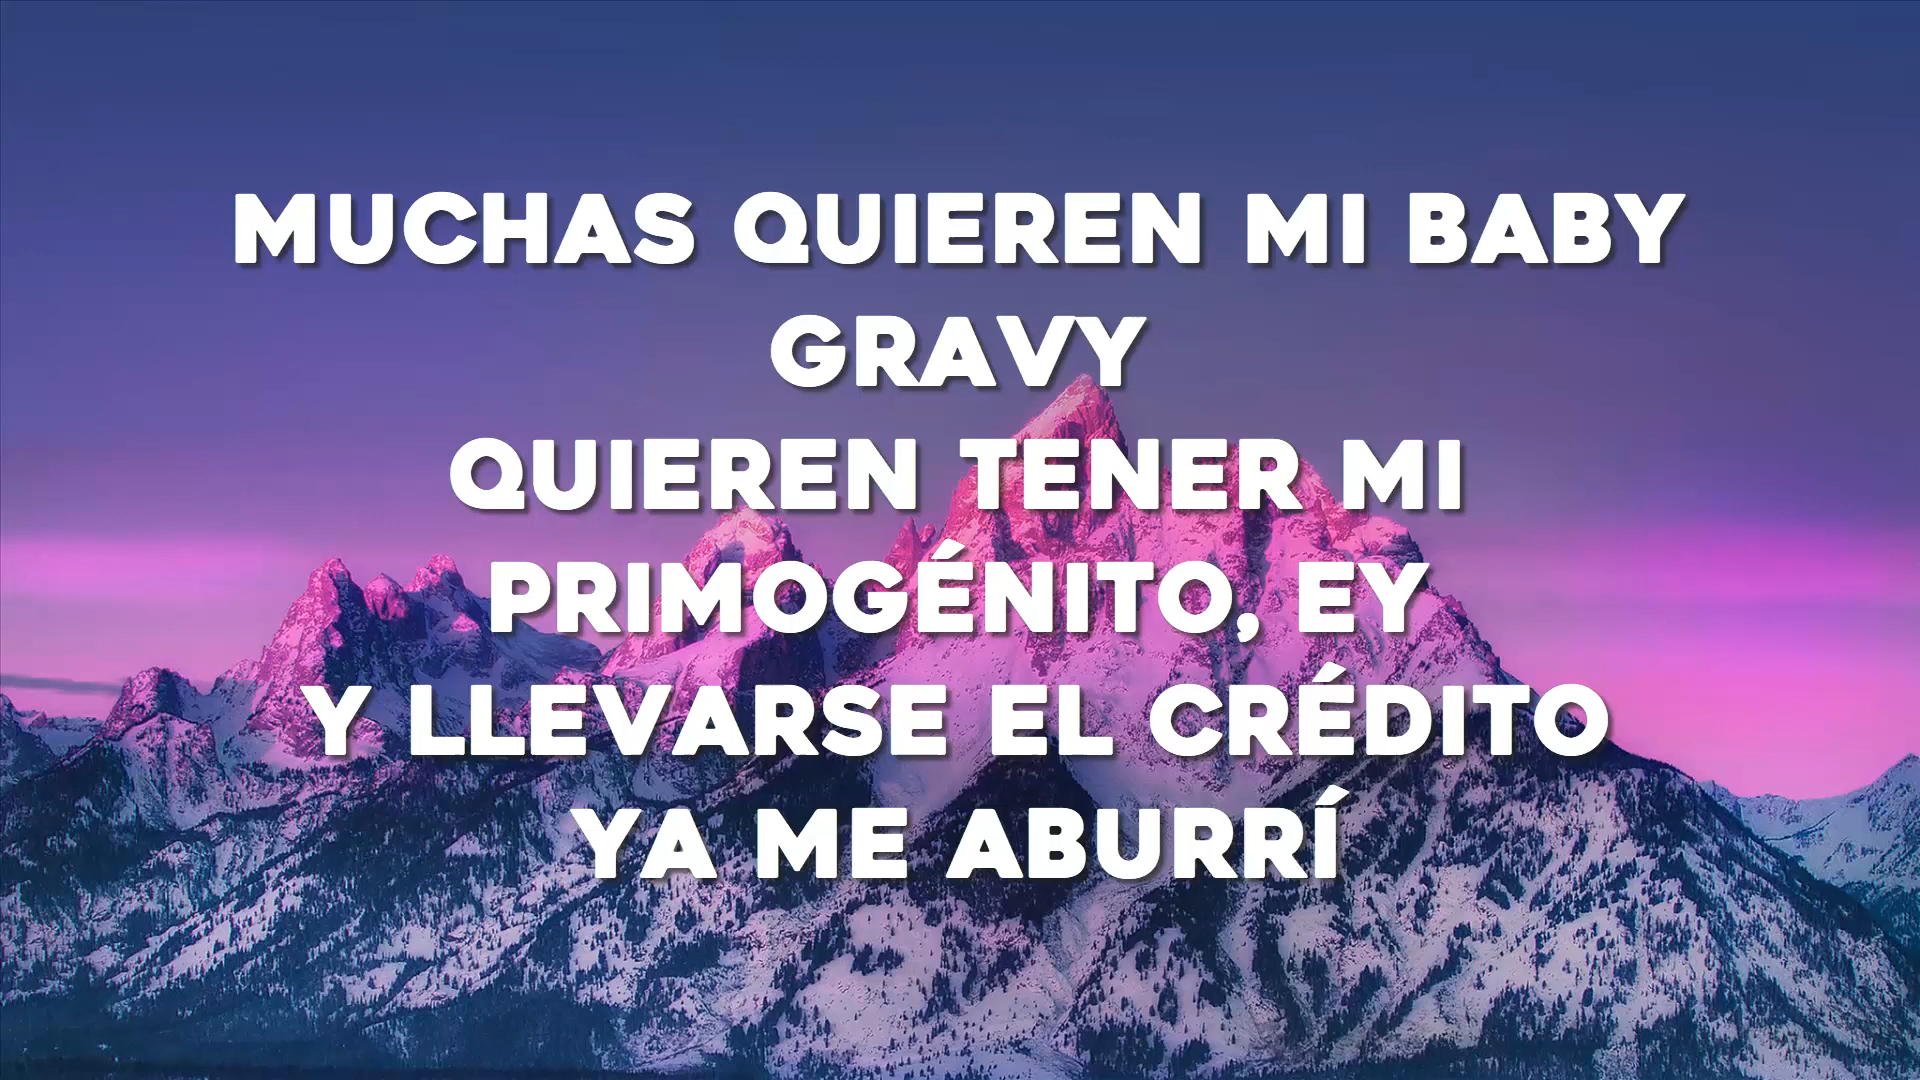 MUCHAS QUIEREN MI BABY
GRAVY
QUIEREN TENER MI
PRIMOGÉNITO, EY
Y LLEVARSE EL CRÉDITO
YA ME ABURRÍ